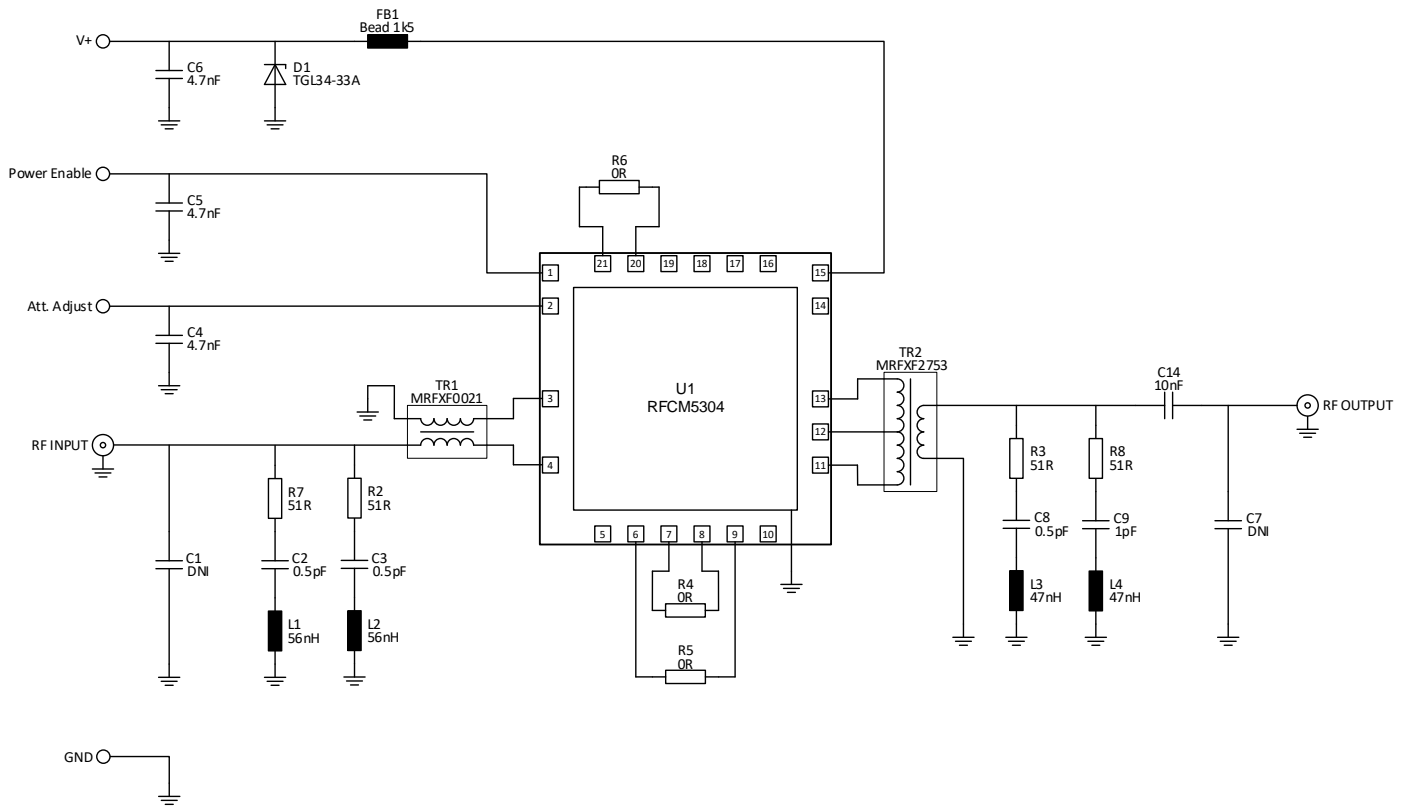 FB1
Bead 1k5
V+
C6
4.7nF
D1
TGL34-33A
Power Enable
C5
4.7nF
R6
0R
Att. Adjust
C4
4.7nF
21
20
19
18
17
16
1
2
3
4
15
14
13
12
11
5
6
7
8
9
10
U1
RFCM5304
TR1
MRFXF0021
TR2
MRFXF2753
RF INPUT
C1
DNI
R7
51R
C2
0.5pF
L1
56nH
R2
51R
C3
0.5pF
L2
56nH
R4
0R
R5
0R
R3
51R
C8
0.5pF
L3
47nH
R8
51R
C9
1pF
L4
47nH
C14
10nF
C7
DNI
RF OUTPUT
GND